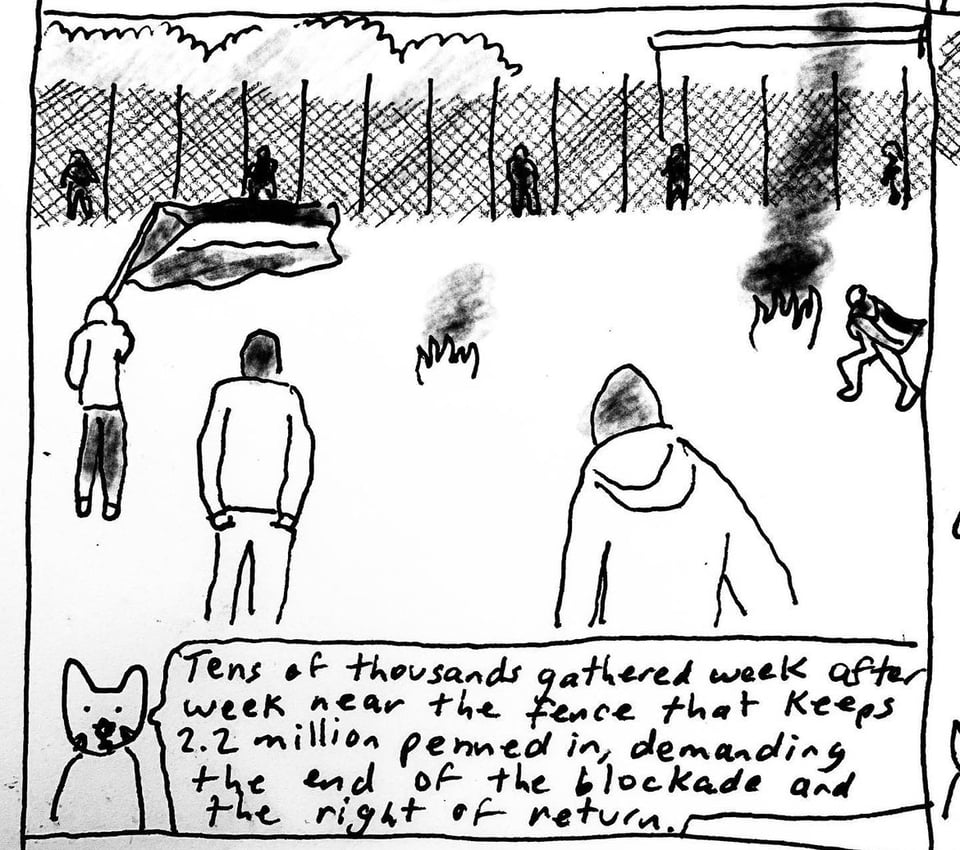 Tens of thousands gathered week after
week near the fence that keeps
2.2 million penned in, demanding
the end of the blockade and
the right of return.